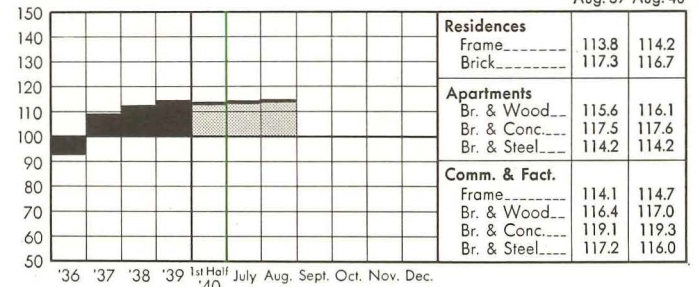 Aug. 39 Aug. 40
150
140
130
120
110
100
90
80
70
60
50
'36 '37 '38 '39 1st Half '40 July Aug. Sept. Oct. Nov. Dec.
Residences
Frame 113.8 114.2
Brick 117.3 116.7
Apartments
Br. & Wood 115.6 116.1
Br. & Conc. 117.5 117.6
Br. & Steel 114.2 114.2
Comm. & Fact.
Frame 114.1 114.7
Br. & Wood 116.4 117.0
Br. & Conc. 119.1 119.3
Br. & Steel 117.2 116.0